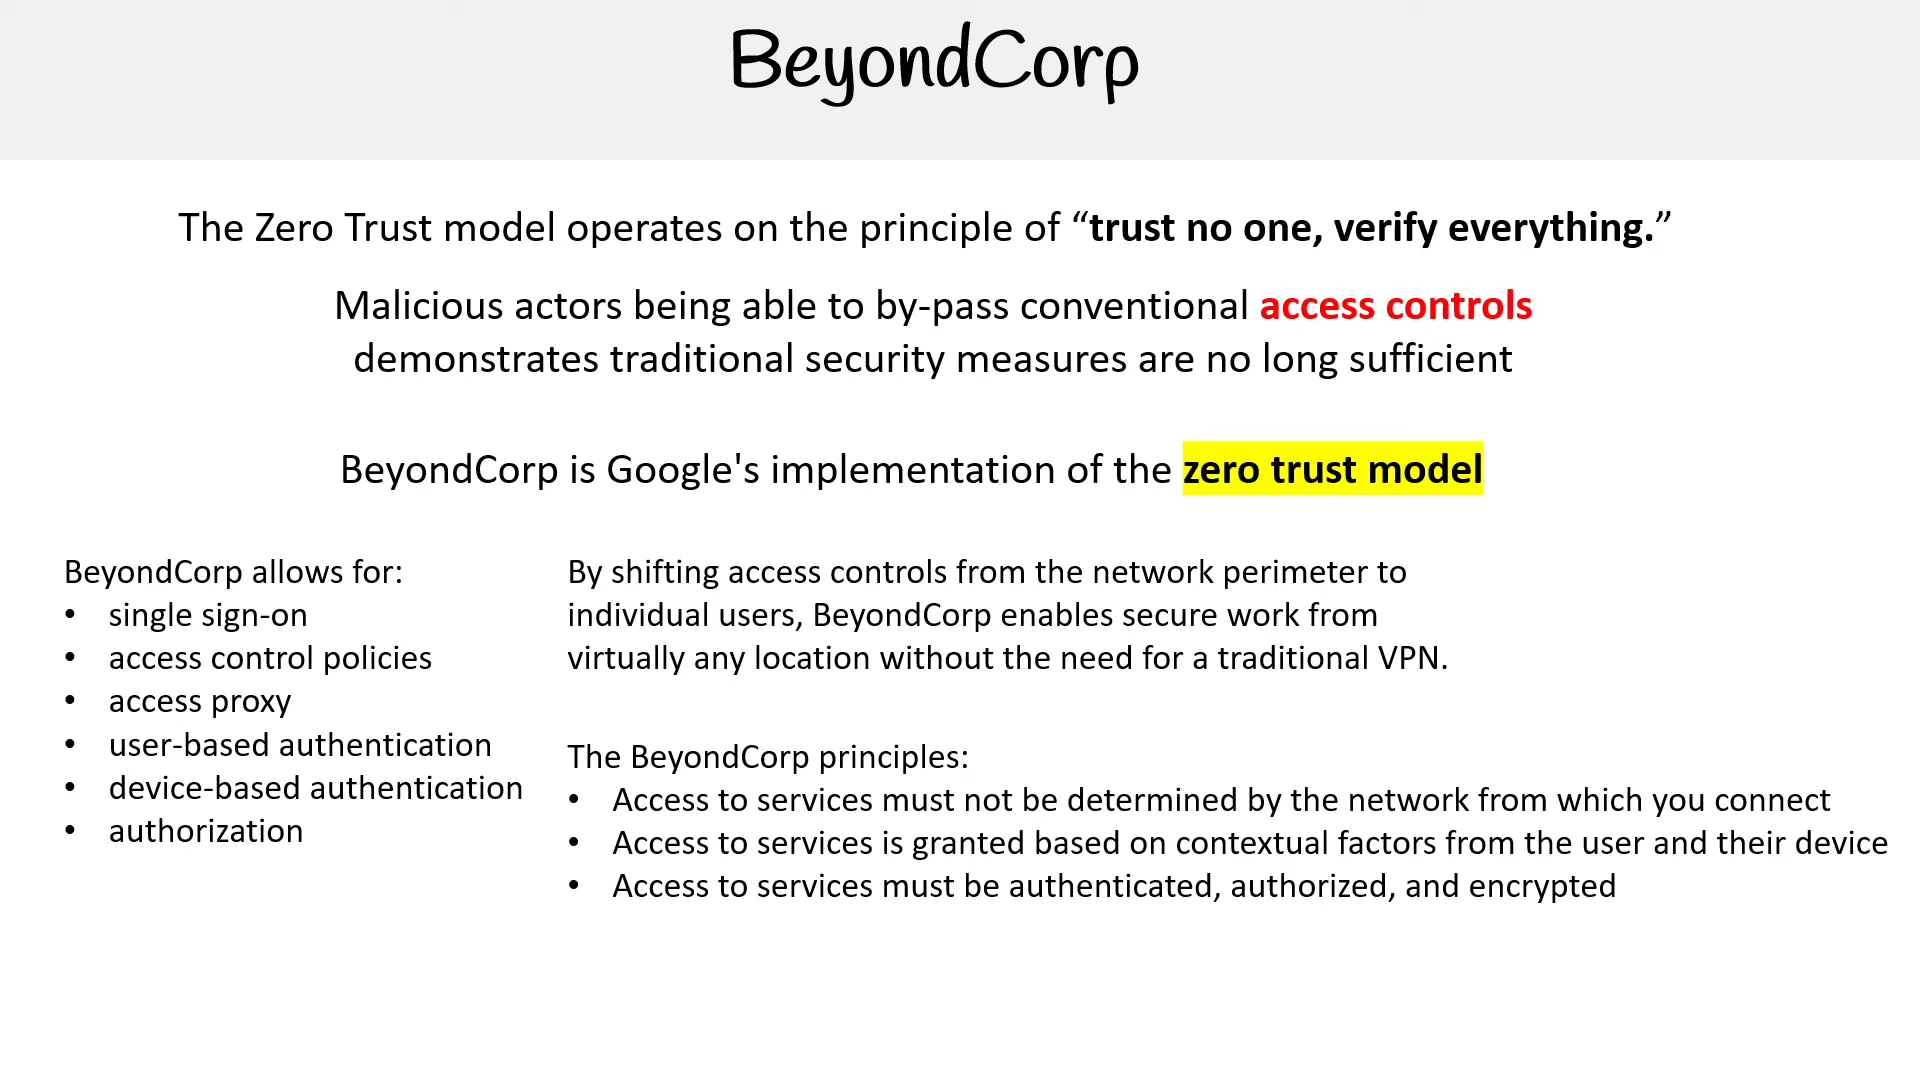 BeyondCorp
The Zero Trust model operates on the principle of “trust no one, verify everything.”
Malicious actors being able to by-pass conventional access controls
demonstrates traditional security measures are no long sufficient
BeyondCorp is Google's implementation of the zero trust model
BeyondCorp allows for:
• single sign-on
• access control policies
• access proxy
• user-based authentication
• device-based authentication
• authorization
By shifting access controls from the network perimeter to
individual users, BeyondCorp enables secure work from
virtually any location without the need for a traditional VPN.
The BeyondCorp principles:
• Access to services must not be determined by the network from which you connect
• Access to services is granted based on contextual factors from the user and their device
• Access to services must be authenticated, authorized, and encrypted